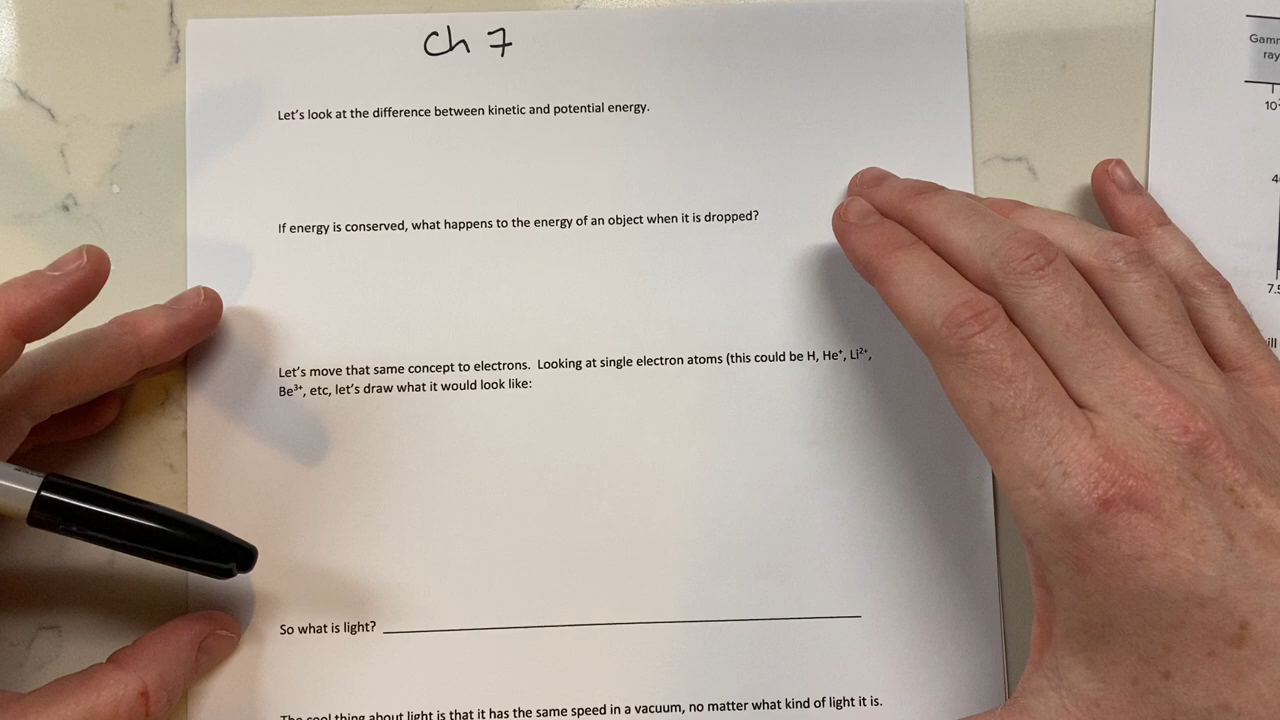 Ch 7
Let's look at the difference between kinetic and potential energy.
If energy is conserved, what happens to the energy of an object when it is dropped?
Let's move that same concept to electrons.  Looking at single electron atoms (this could be H, He⁺, Li²⁺,
Be³⁺, etc, let's draw what it would look like:
So what is light?
The cool thing about light is that it has the same speed in a vacuum, no matter what kind of light it is.
ray
10